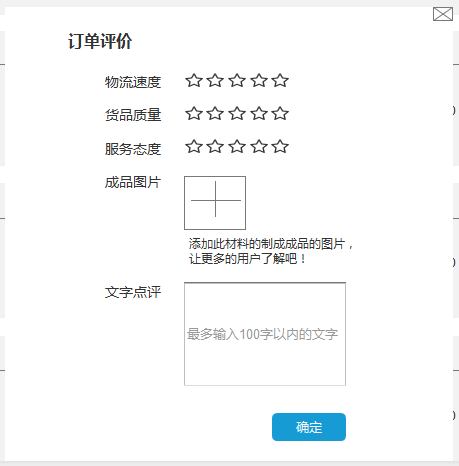 订单评价
物流速度
货品质量
服务态度
成品图片
添加此材料的制成成品的图片，
让更多的用户了解吧！
文字点评
最多输入100字以内的文字
确定